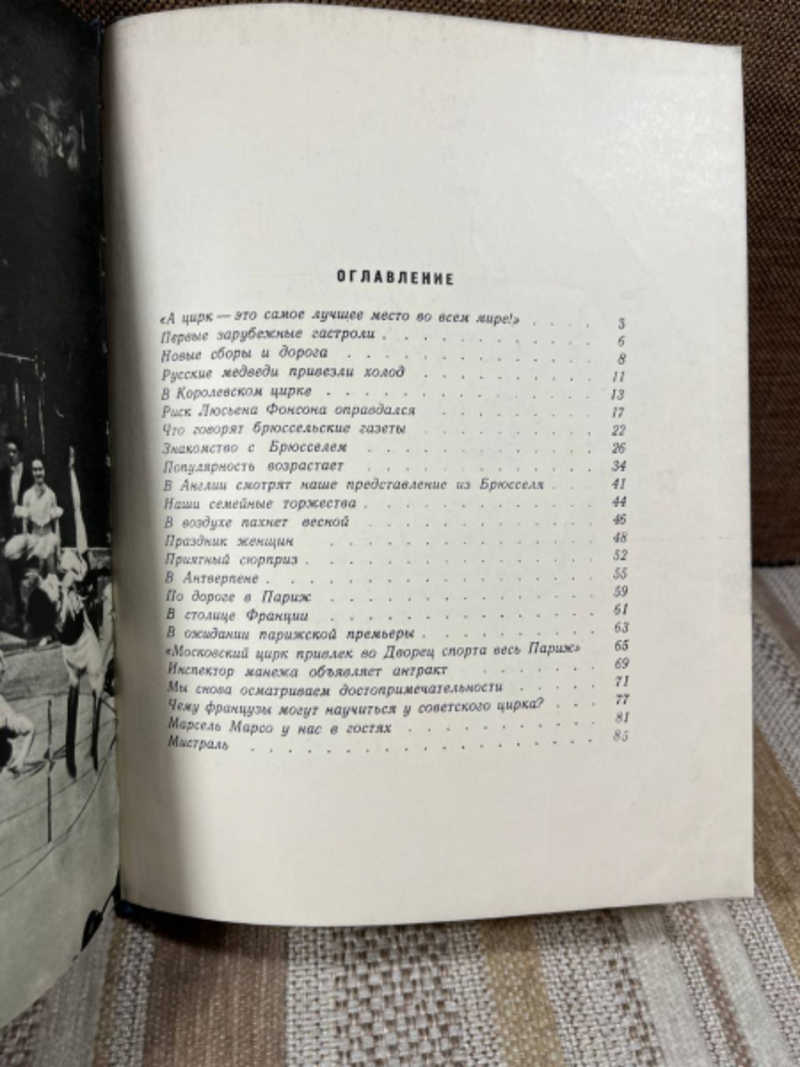 ОГЛАВЛЕНИЕ
«А цирк — это самое лучшее место во всем мире!» . . . . 3
Первые зарубежные гастроли . . . . . . . . . . . 6
Новые сборы и дорога . . . . . . . . . . . . . 8
Русские медведи привезли холод . . . . . . . . . 11
В Королевском цирке . . . . . . . . . . . . . . 13
Риск Люсьена Фонсона оправдался . . . . . . . . . 17
Что говорят брюссельские газеты . . . . . . . . . 22
Знакомство с Брюсселем . . . . . . . . . . . . 26
Популярность возрастает . . . . . . . . . . . . 34
В Англии смотрят наше представление из Брюсселя . . . 41
Наши семейные торжества . . . . . . . . . . . . 44
В воздухе пахнет весной . . . . . . . . . . . . 46
Праздник женщин . . . . . . . . . . . . . . 48
Приятный сюрприз . . . . . . . . . . . . . . 52
В Антверпене . . . . . . . . . . . . . . . . 55
По дороге в Париж . . . . . . . . . . . . . 59
В столице Франции . . . . . . . . . . . . . 61
В ожидании парижской премьеры . . . . . . . . . 63
«Московский цирк привлек во Дворец спорта весь Париж» 65
Инспектор манежа объявляет антракт . . . . . . . 69
Мы снова осматриваем достопримечательности . . . . . 71
Чему французы могут научиться у советского цирка? . . . 77
Марсель Марсо у нас в гостях . . . . . . . . . 81
Мистраль . . . . . . . . . . . . . . . . . 85